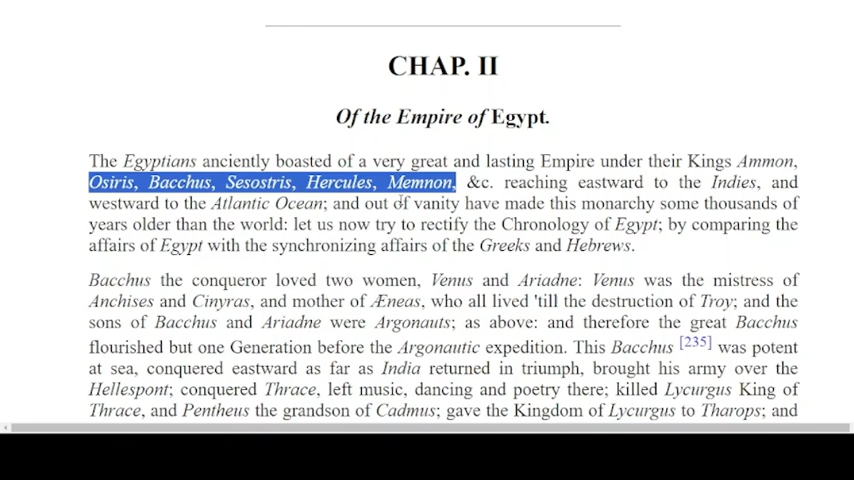 CHAP. II
Of the Empire of Egypt.
The Egyptians anciently boasted of a very great and lasting Empire under their Kings Ammon,
Osiris, Bacchus, Sesostris, Hercules, Memnon, &c. reaching eastward to the Indies, and
westward to the Atlantic Ocean; and out of vanity have made this monarchy some thousands of
years older than the world: let us now try to rectify the Chronology of Egypt; by comparing the
affairs of Egypt with the synchronizing affairs of the Greeks and Hebrews.
Bacchus the conqueror loved two women, Venus and Ariadne: Venus was the mistress of
Anchises and Cinyras, and mother of Æneas, who all lived 'till the destruction of Troy; and the
sons of Bacchus and Ariadne were Argonauts; as above: and therefore the great Bacchus
flourished but one Generation before the Argonautic expedition. This Bacchus [235] was potent
at sea, conquered eastward as far as India returned in triumph, brought his army over the
Hellespont; conquered Thrace, left music, dancing and poetry there; killed Lycurgus King of
Thrace, and Pentheus the grandson of Cadmus; gave the Kingdom of Lycurgus to Tharops; and